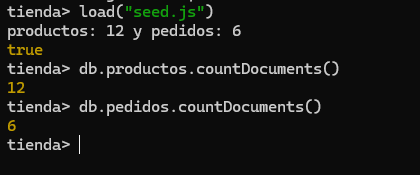 tienda> load("seed.js")
productos: 12 y pedidos: 6
true
tienda> db.productos.countDocuments()
12
tienda> db.pedidos.countDocuments()
6
tienda>